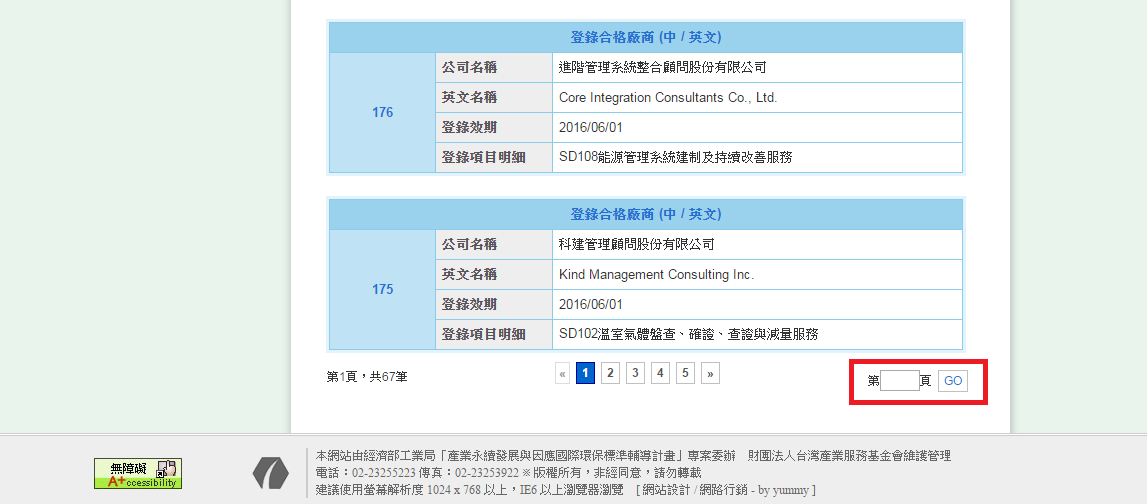 登錄合格廠商 (中 / 英文)
176
公司名稱 進階管理系統整合顧問股份有限公司
英文名稱 Core Integration Consultants Co., Ltd.
登錄效期 2016/06/01
登錄項目明細 SD108能源管理系統建制及持續改善服務
登錄合格廠商 (中 / 英文)
175
公司名稱 科建管理顧問股份有限公司
英文名稱 Kind Management Consulting Inc.
登錄效期 2016/06/01
登錄項目明細 SD102溫室氣體盤查、確證、查證與減量服務
第1頁，共67筆 « 1 2 3 4 5 » 第 頁 GO
無障礙
A+ccessibility
本網站由經濟部工業局「產業永續發展與因應國際環保標準輔導計畫」專案委辦　財團法人台灣產業服務基金會維護管理
電話：02-23255223 傳真：02-23253922 ※ 版權所有，非經同意，請勿轉載
建議使用螢幕解析度 1024 x 768 以上，IE6 以上瀏覽器瀏覽　[ 網站設計 / 網路行銷 - by yummy ]